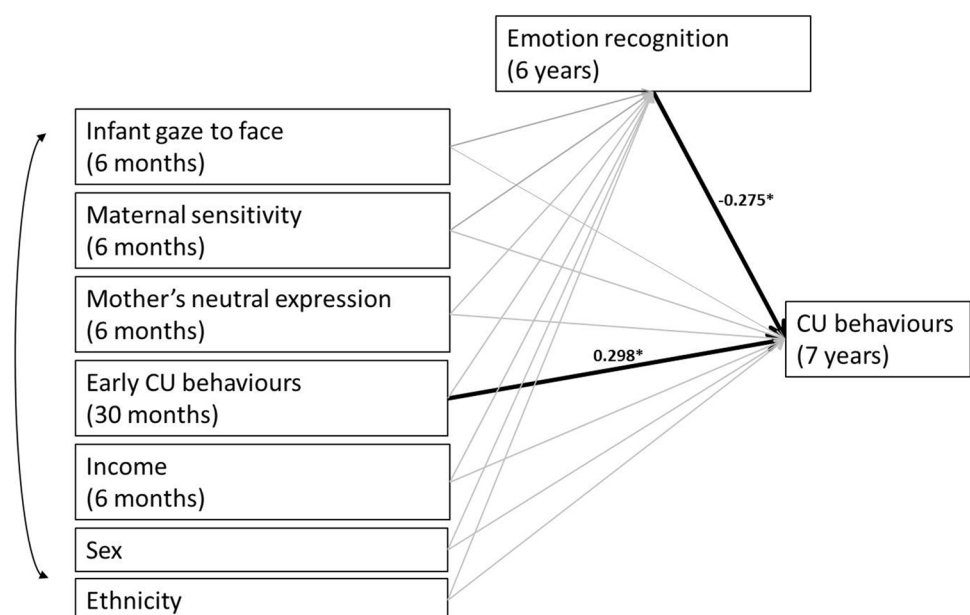 Emotion recognition
(6 years)
Infant gaze to face
(6 months)
Maternal sensitivity
(6 months)
-0.275*
Mother's neutral expression
(6 months)
CU behaviours
(7 years)
0.298*
Early CU behaviours
(30 months)
Income
(6 months)
Sex
Ethnicity